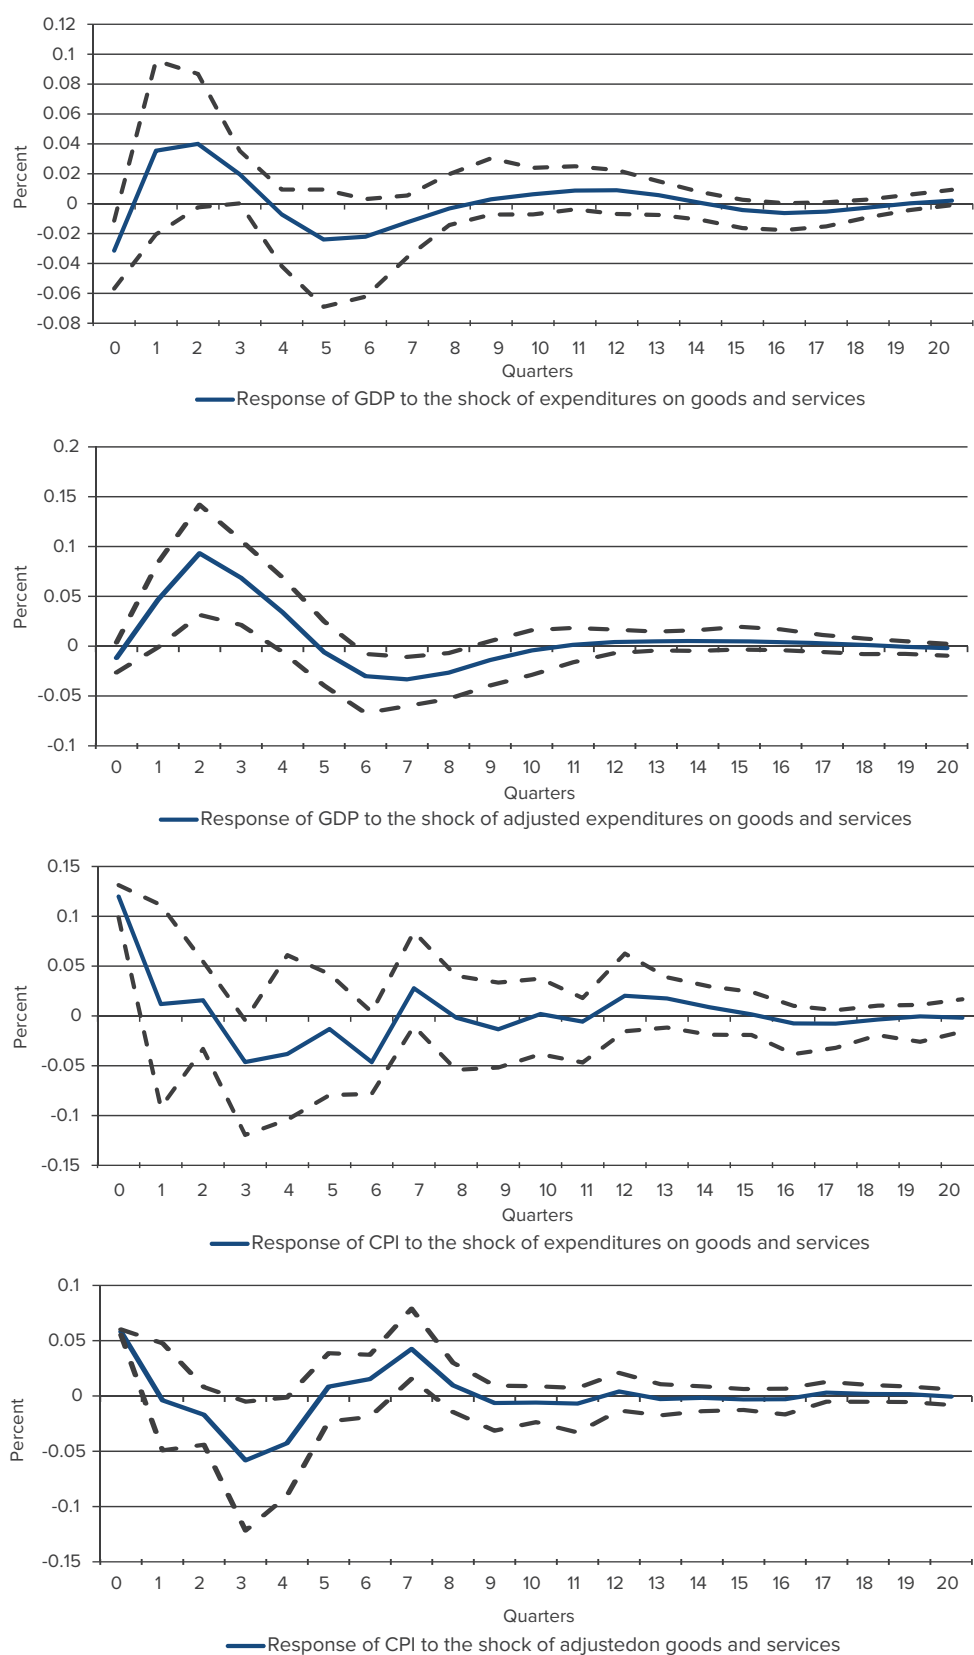 0.12
0.1
0.08
0.06
0.04
0.02
0
-0.02
-0.04
-0.06
-0.08
Percent
0 1 2 3 4 5 6 7 8 9 10 11 12 13 14 15 16 17 18 19 20
Quarters
Response of GDP to the shock of expenditures on goods and services
0.2
0.15
0.1
0.05
0
-0.05
-0.1
Percent
0 1 2 3 4 5 6 7 8 9 10 11 12 13 14 15 16 17 18 19 20
Quarters
Response of GDP to the shock of adjusted expenditures on goods and services
0.15
0.1
0.05
0
-0.05
-0.1
-0.15
Percent
0 1 2 3 4 5 6 7 8 9 10 11 12 13 14 15 16 17 18 19 20
Quarters
Response of CPI to the shock of expenditures on goods and services
0.1
0.05
0
-0.05
-0.1
-0.15
Percent
0 1 2 3 4 5 6 7 8 9 10 11 12 13 14 15 16 17 18 19 20
Quarters
Response of CPI to the shock of adjustedon goods and services